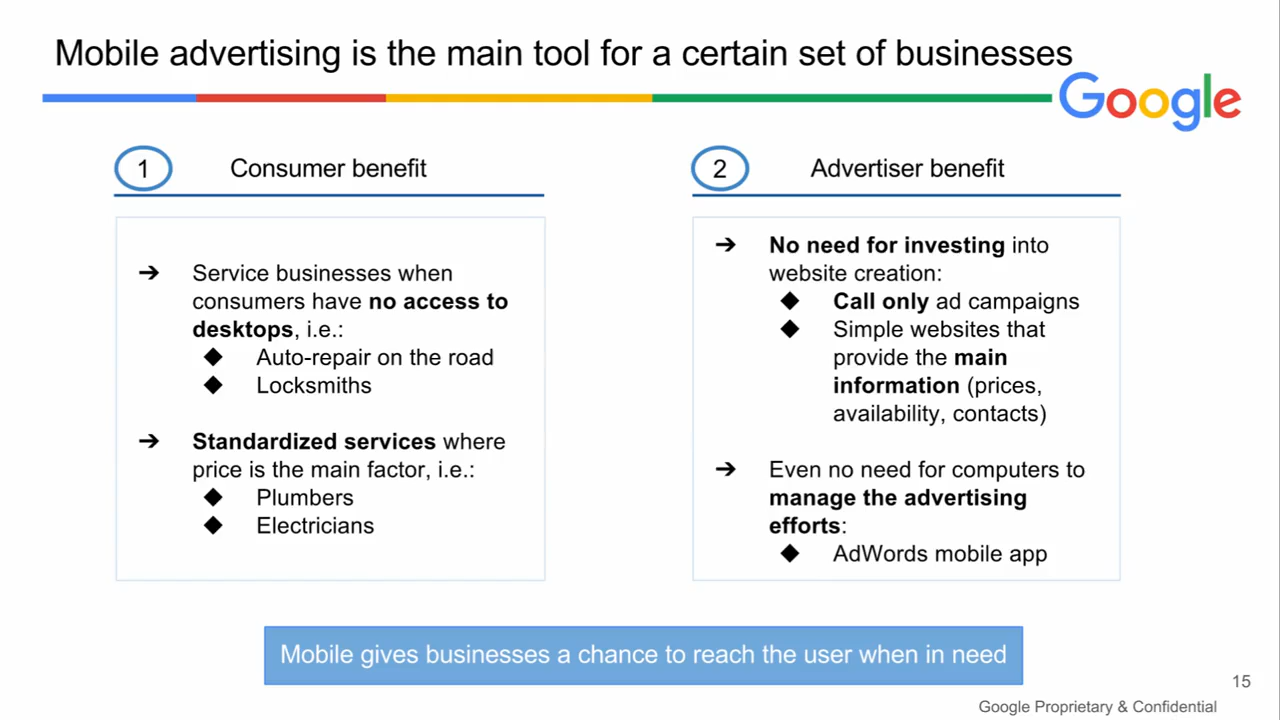 Mobile advertising is the main tool for a certain set of businesses
Google
1 Consumer benefit
➔ Service businesses when
consumers have no access to
desktops, i.e.:
◆ Auto-repair on the road
◆ Locksmiths
➔ Standardized services where
price is the main factor, i.e.:
◆ Plumbers
◆ Electricians
2 Advertiser benefit
➔ No need for investing into
website creation:
◆ Call only ad campaigns
◆ Simple websites that
provide the main
information (prices,
availability, contacts)
➔ Even no need for computers to
manage the advertising
efforts:
◆ AdWords mobile app
Mobile gives businesses a chance to reach the user when in need
15
Google Proprietary & Confidential